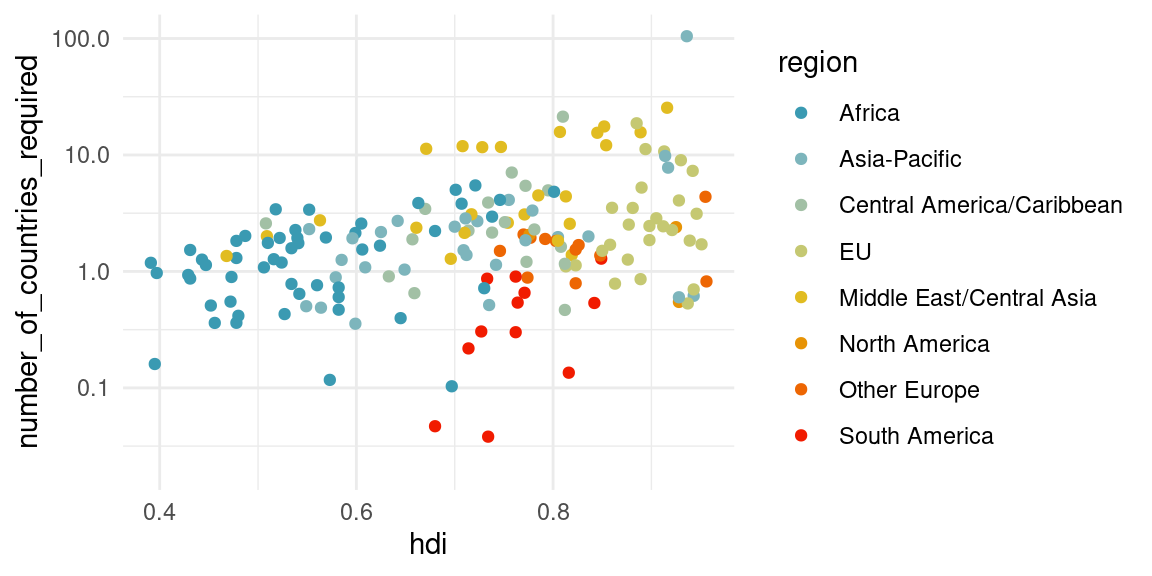 number_of_countries_required
100.0
10.0
1.0
0.1
0.4
0.6
0.8
hdi
region
Africa
Asia-Pacific
Central America/Caribbean
EU
Middle East/Central Asia
North America
Other Europe
South America